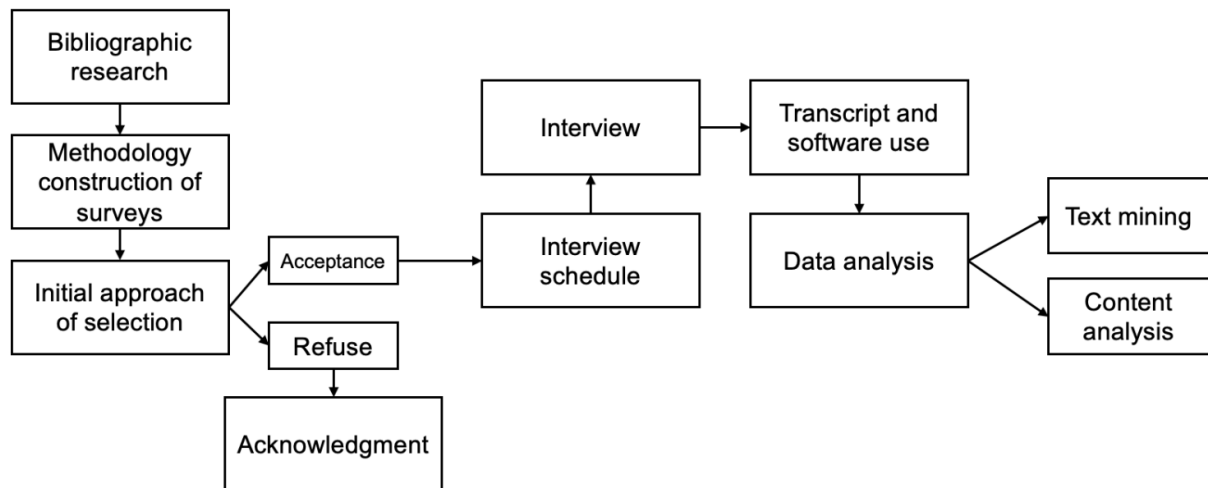 Bibliographic
research
Methodology
construction of
surveys
Initial approach
of selection
Acceptance
Refuse
Acknowledgment
Interview
schedule
Interview
Transcript and
software use
Data analysis
Text mining
Content
analysis